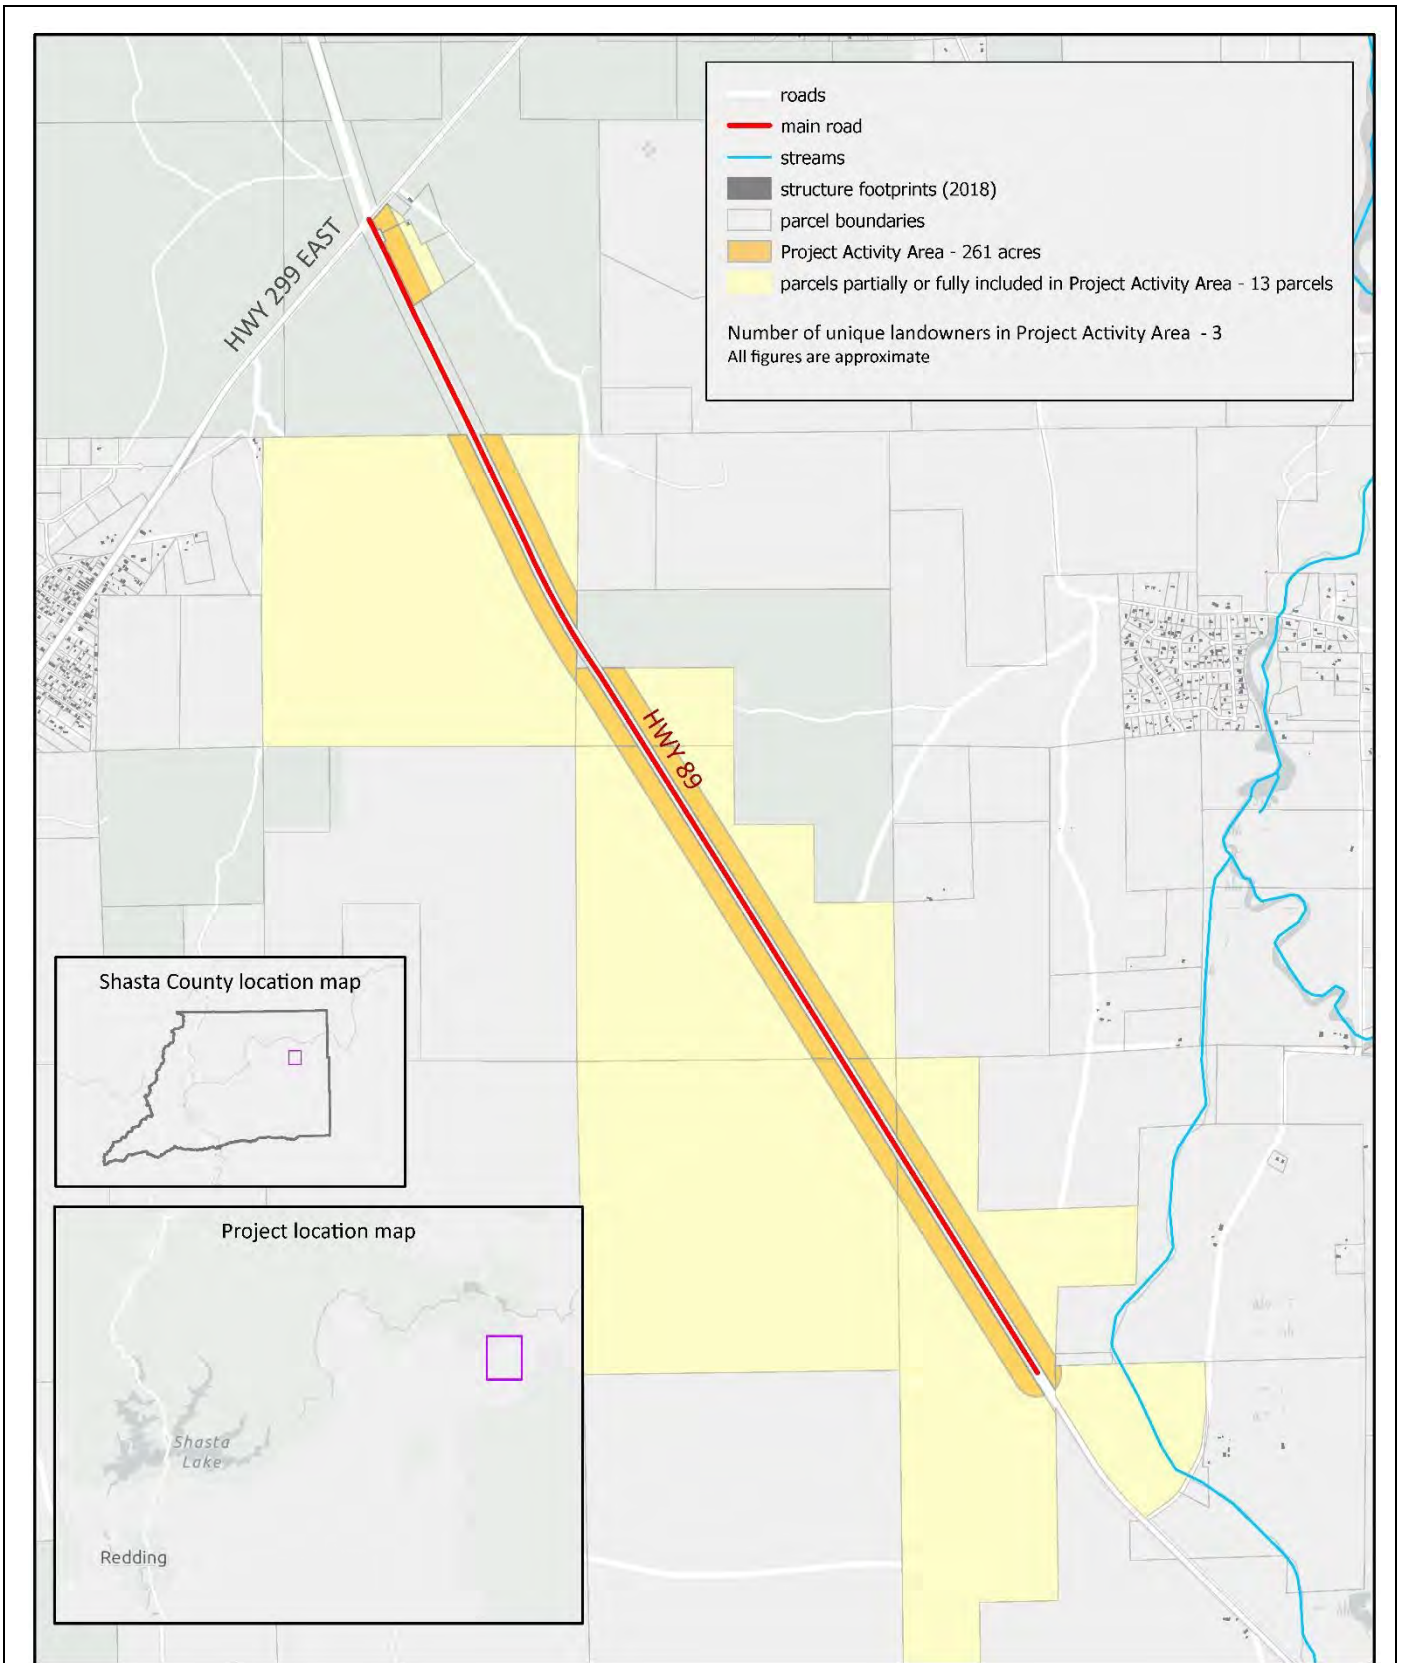 roads
main road
streams
structure footprints (2018)
parcel boundaries
Project Activity Area - 261 acres
parcels partially or fully included in Project Activity Area - 13 parcels
Number of unique landowners in Project Activity Area - 3
All figures are approximate
HWY 299 EAST
HWY 89
Shasta County location map
Project location map
Shasta
Lake
Redding